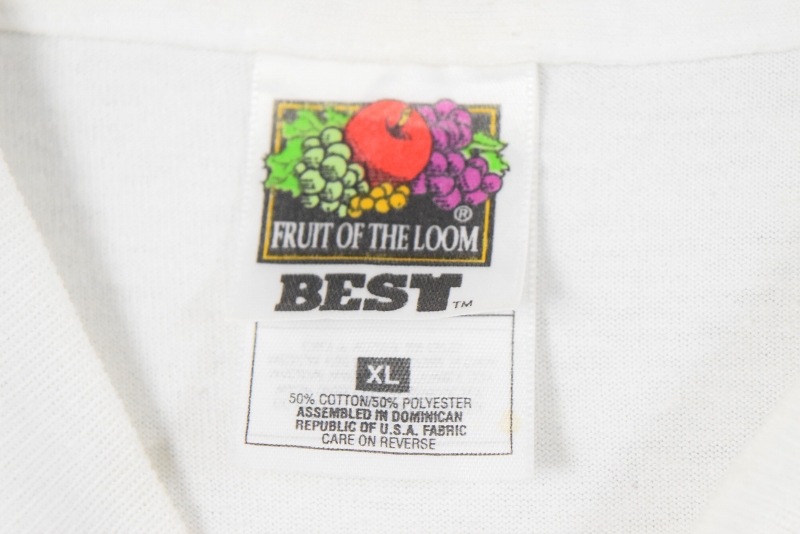 ®
FRUIT OF THE LOOM
BEST™
XL
50% COTTON/50% POLYESTER
ASSEMBLED IN DOMINICAN
REPUBLIC OF U.S.A. FABRIC
CARE ON REVERSE